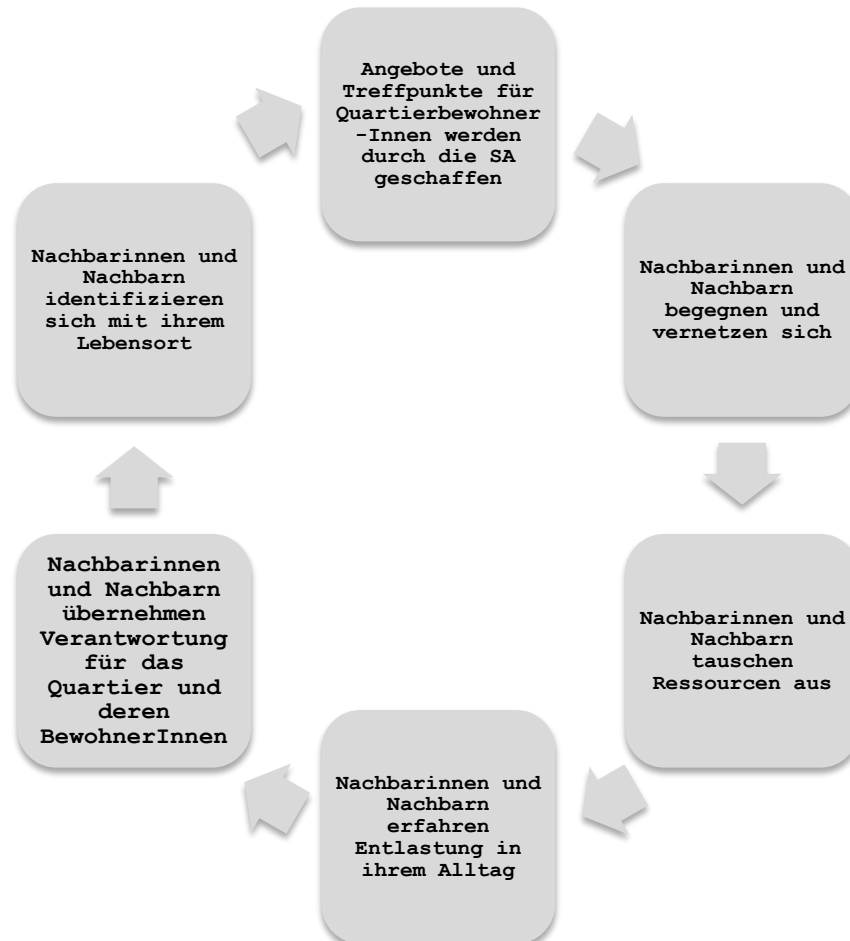 Angebote und
Treffpunkte für
Quartierbewohner
-Innen werden
durch die SA
geschaffen
Nachbarinnen und
Nachbarn
begegnen und
vernetzen sich
Nachbarinnen und
Nachbarn
tauschen
Ressourcen aus
Nachbarinnen und
Nachbarn
erfahren
Entlastung in
ihrem Alltag
Nachbarinnen
und Nachbarn
übernehmen
Verantwortung
für das
Quartier und
deren
BewohnerInnen
Nachbarinnen und
Nachbarn
identifizieren
sich mit ihrem
Lebensort